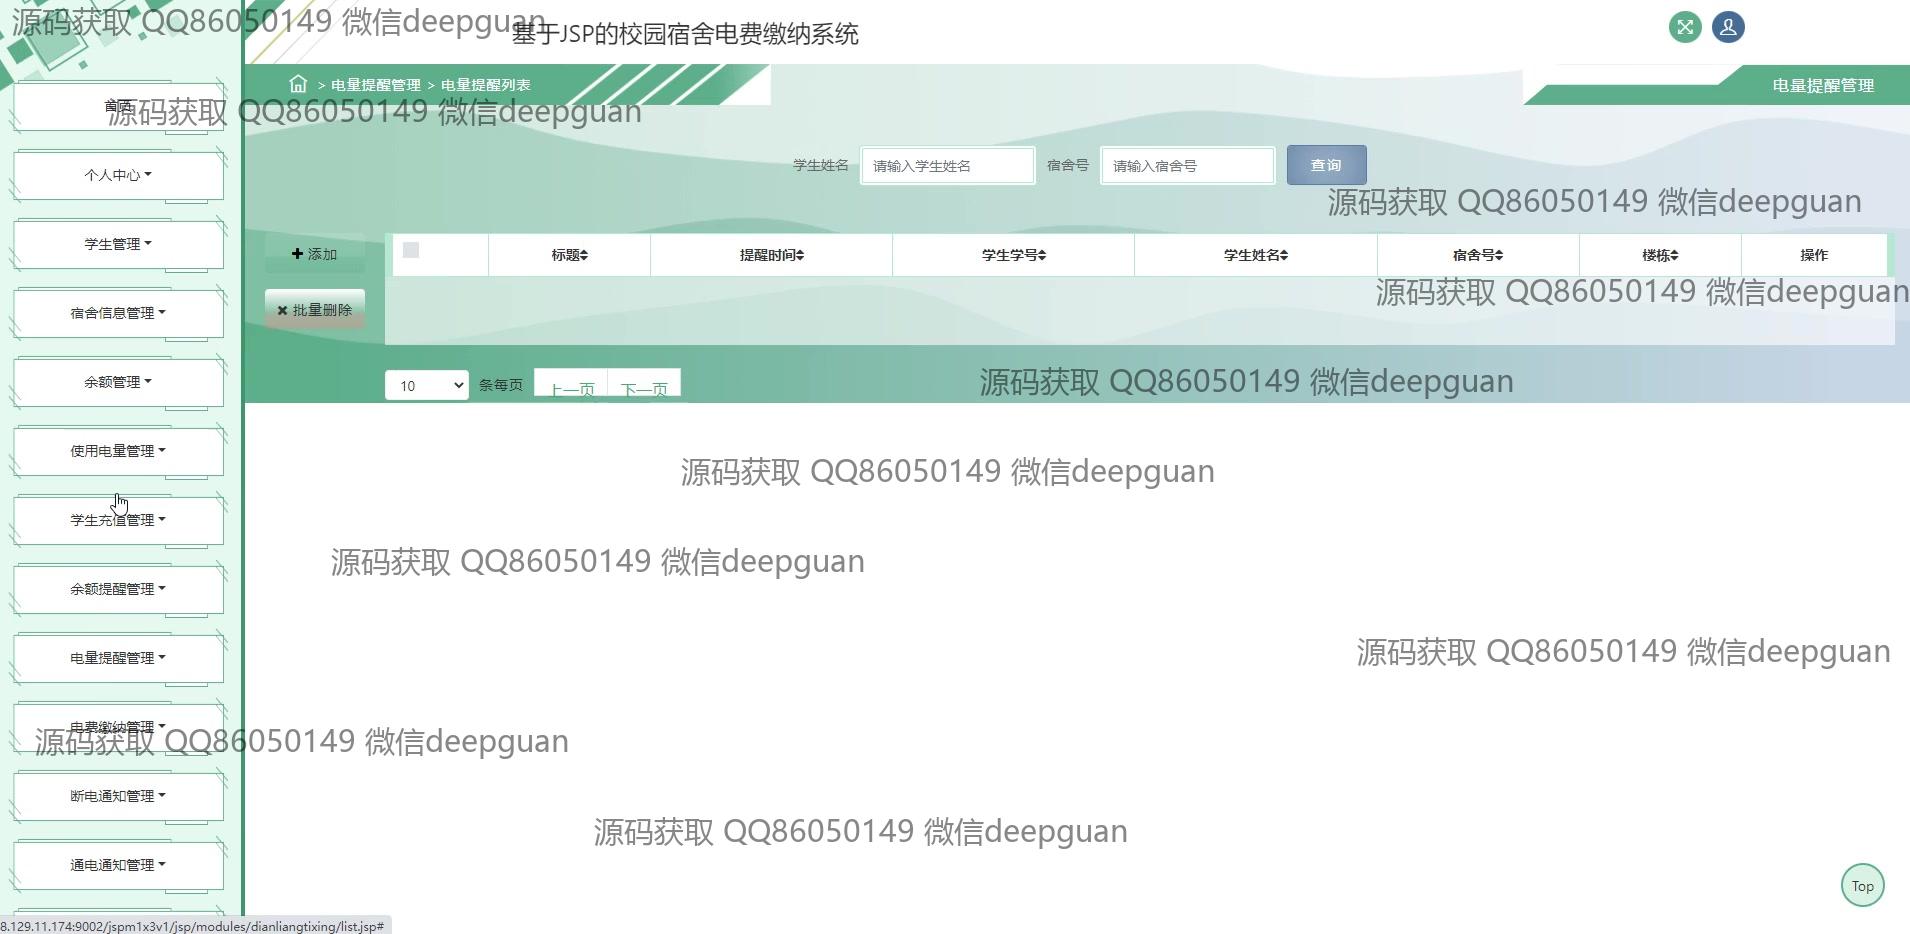 源码获取 QQ86050149 微信deepguan
基于JSP的校园宿舍电费缴纳系统
> 电量提醒管理 > 电量提醒列表
电量提醒管理
首页
源码获取 QQ86050149 微信deepguan
个人中心
学生姓名 请输入学生姓名 宿舍号 请输入宿舍号 查询
源码获取 QQ86050149 微信deepguan
学生管理
添加
标题 提醒时间 学生学号 学生姓名 宿舍号 楼栋 操作
源码获取 QQ86050149 微信deepguan
宿舍信息管理
批量删除
余额管理
10 条每页 上一页 下一页
源码获取 QQ86050149 微信deepguan
使用电量管理
源码获取 QQ86050149 微信deepguan
学生充值管理
源码获取 QQ86050149 微信deepguan
余额提醒管理
电量提醒管理
源码获取 QQ86050149 微信deepguan
电费缴纳管理
源码获取 QQ86050149 微信deepguan
断电通知管理
源码获取 QQ86050149 微信deepguan
通电通知管理
Top
8.129.11.174:9002/jspm1x3v1/jsp/modules/dianliangtixing/list.jsp#